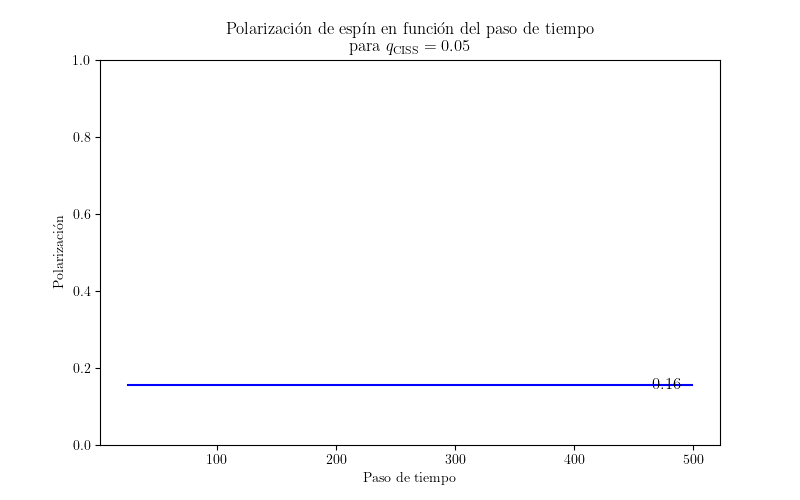 Polarización de espín en función del paso de tiempo
para q_CISS = 0.05
1.0
0.8
0.6
0.4
0.2
0.0
Polarización
0.16
100 200 300 400 500
Paso de tiempo